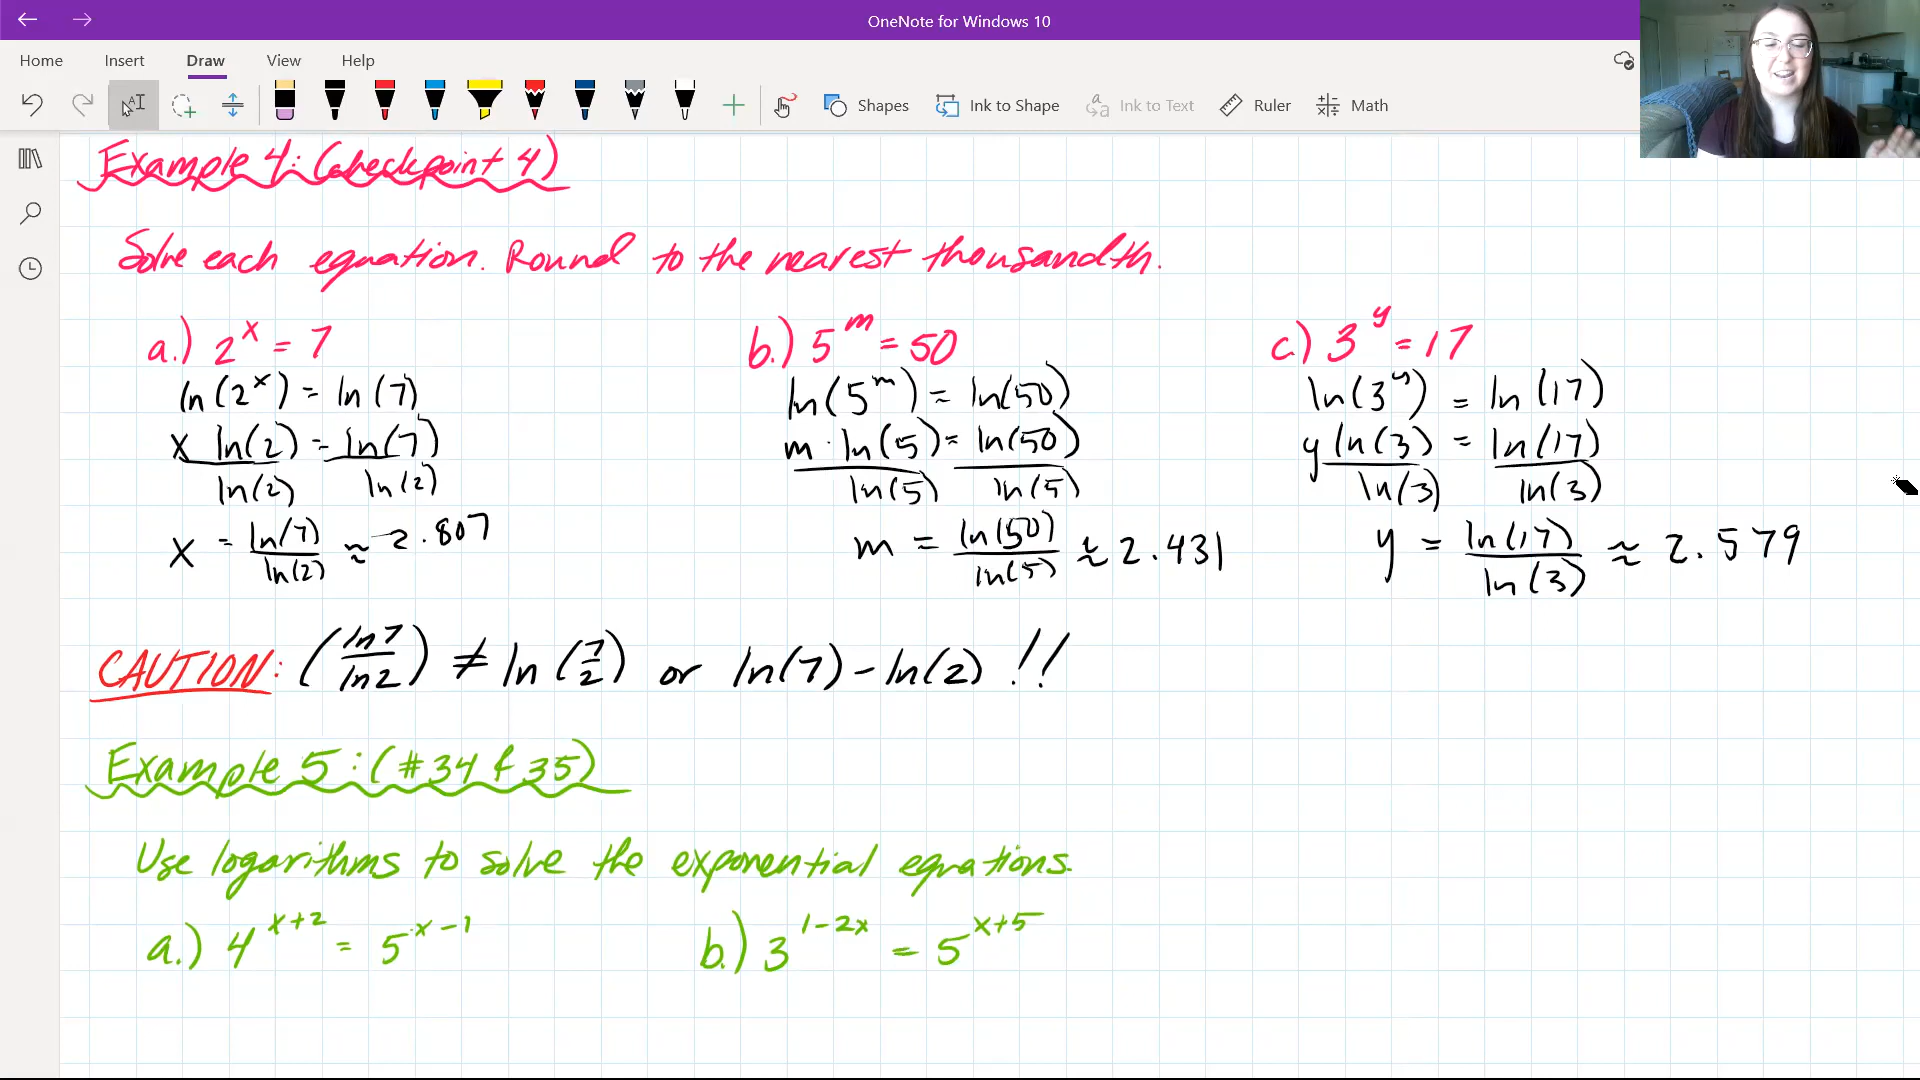 OneNote for Windows 10
Home Insert Draw View Help
Shapes Ink to Shape Ink to Text Ruler Math
Example 4: (Checkpoint 4)
Solve each equation. Round to the nearest thousandth.
a.) 2^x = 7
ln(2^x) = ln(7)
x ln(2) = ln(7)
ln(2) ln(2)
x = ln(7)/ln(2) ≈ 2.807
b.) 5^m = 50
ln(5^m) = ln(50)
m · ln(5) = ln(50)
ln(5) ln(5)
m = ln(50)/ln(5) ≈ 2.431
c.) 3^y = 17
ln(3^y) = ln(17)
y ln(3) = ln(17)
ln(3) ln(3)
y = ln(17)/ln(3) ≈ 2.579
CAUTION: (ln7/ln2) ≠ ln(7/2) or ln(7) - ln(2) !!
Example 5: (#34 & 35)
Use logarithms to solve the exponential equations.
a.) 4^(x+2) = 5^(x-1)
b.) 3^(1-2x) = 5^(x+5)